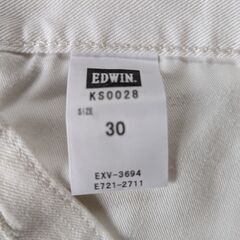 EDWIN.
KS0028
SIZE
30
EXV-3694
E721-2711